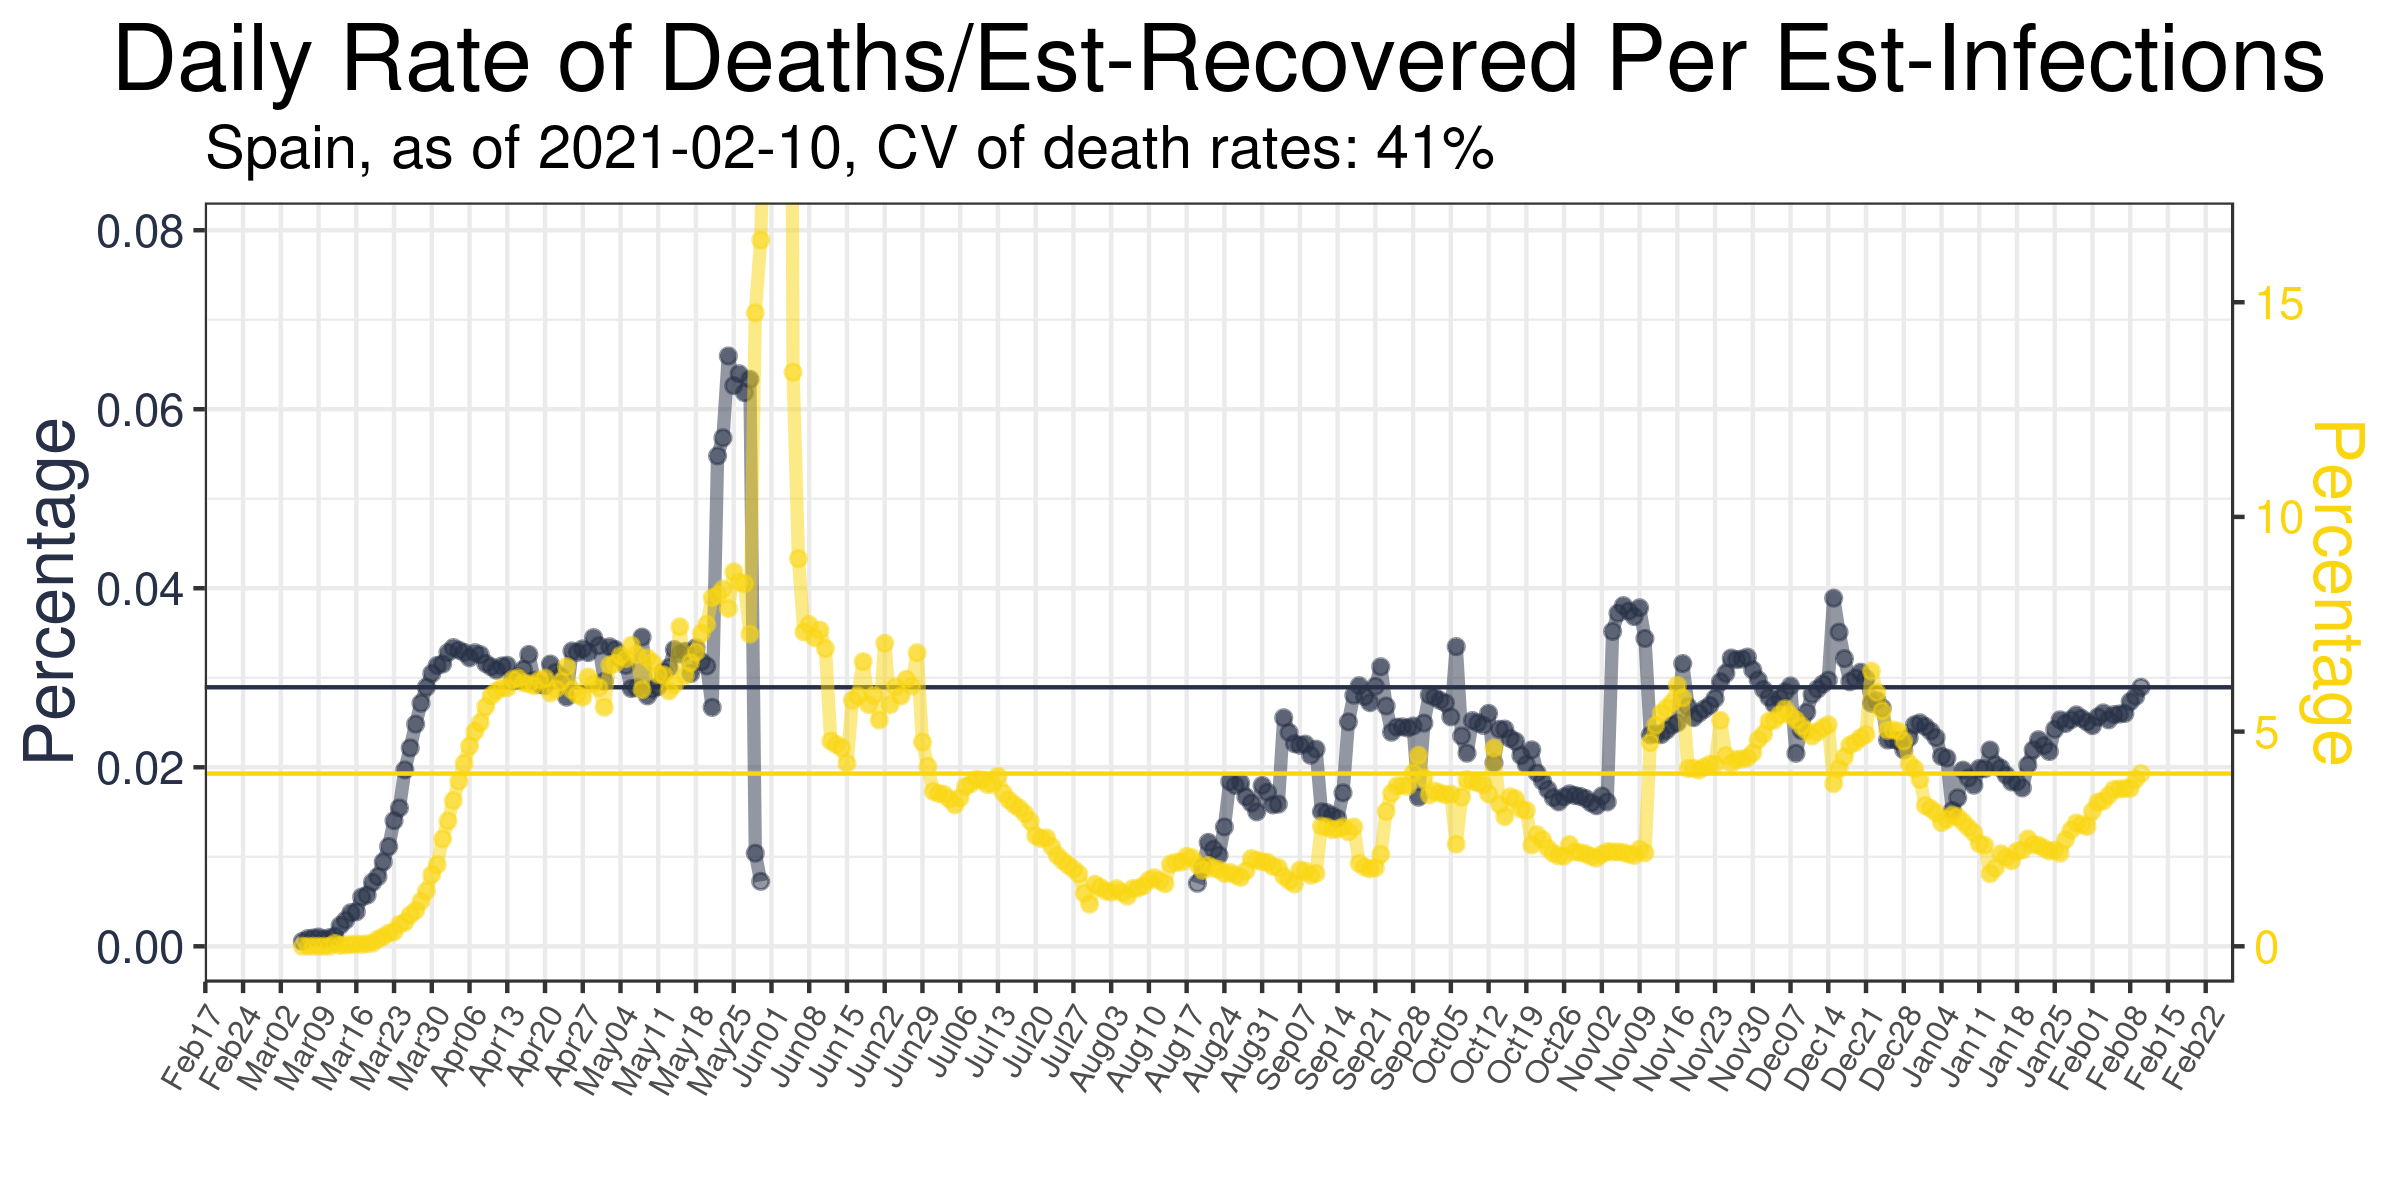 Daily Rate of Deaths/Est-Recovered Per Est-Infections
Spain, as of 2021-02-10, CV of death rates: 41%
Percentage
0.08
0.06
0.04
0.02
0.00
15
10
5
0
Percentage
Feb17
Feb24
Mar02
Mar09
Mar16
Mar23
Mar30
Apr06
Apr13
Apr20
Apr27
May04
May11
May18
May25
Jun01
Jun08
Jun15
Jun22
Jun29
Jul06
Jul13
Jul20
Jul27
Aug03
Aug10
Aug17
Aug24
Aug31
Sep07
Sep14
Sep21
Sep28
Oct05
Oct12
Oct19
Oct26
Nov02
Nov09
Nov16
Nov23
Nov30
Dec07
Dec14
Dec21
Dec28
Jan04
Jan11
Jan18
Jan25
Feb01
Feb08
Feb15
Feb22